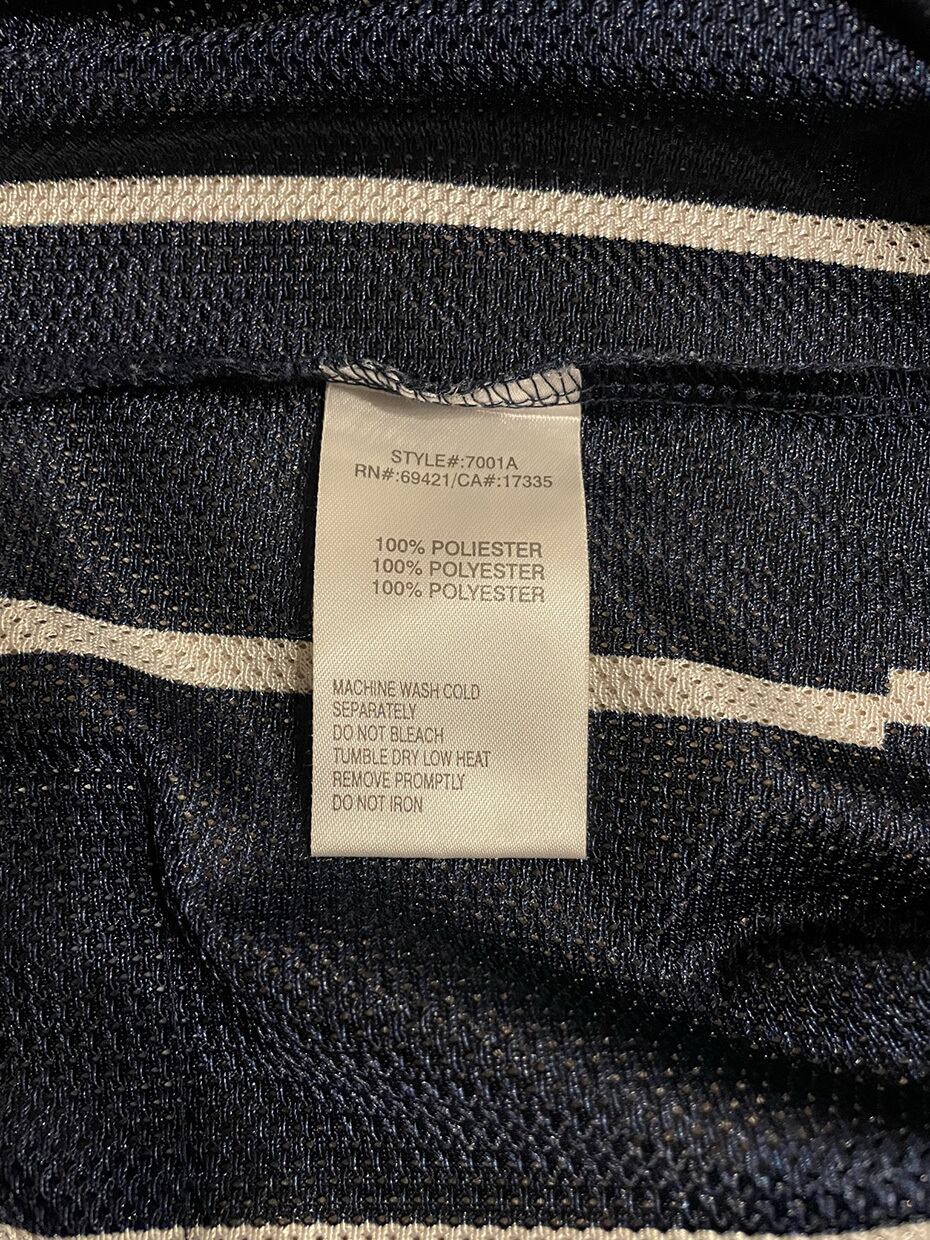 STYLE#:7001A
RN#:69421/CA#:17335
100% POLIESTER
100% POLYESTER
100% POLYESTER
MACHINE WASH COLD
SEPARATELY
DO NOT BLEACH
TUMBLE DRY LOW HEAT
REMOVE PROMPTLY
DO NOT IRON